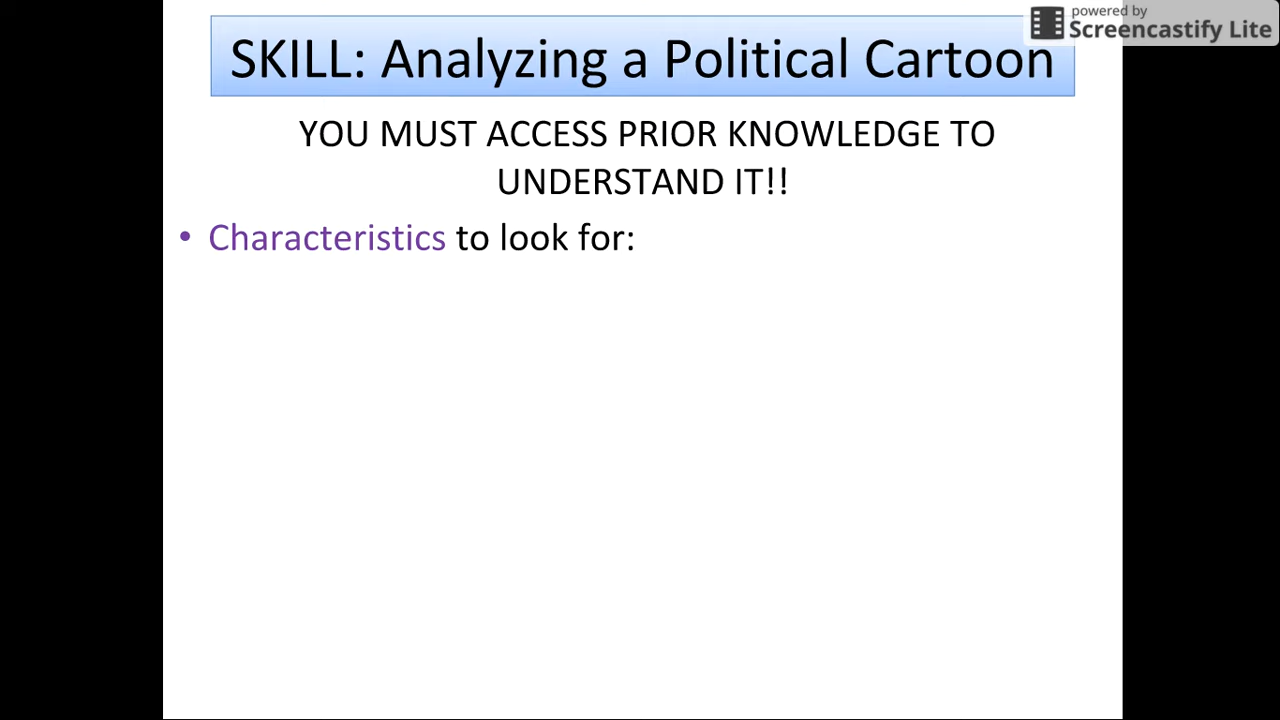 powered by
Screencastify Lite
SKILL: Analyzing a Political Cartoon
YOU MUST ACCESS PRIOR KNOWLEDGE TO
UNDERSTAND IT!!
• Characteristics to look for: